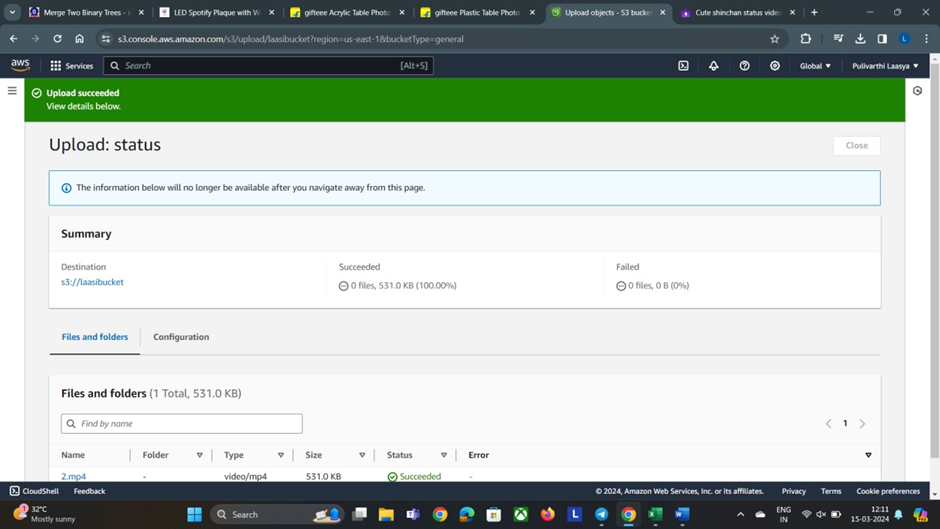 Merge Two Binary Trees -
LED Spotify Plaque with W
gifteee Acrylic Table Photo
gifteee Plastic Table Photo
Upload objects - S3 bucket
Cute shinchan status video
s3.console.aws.amazon.com/s3/upload/laasibucket?region=us-east-1&bucketType=general
L
aws
Services
Search
[Alt+S]
Global
Pulivarthi Laasya
Upload succeeded
View details below.
Upload: status
Close
The information below will no longer be available after you navigate away from this page.
Summary
Destination
Succeeded
Failed
s3://laasibucket
0 files, 531.0 KB (100.00%)
0 files, 0 B (0%)
Files and folders
Configuration
Files and folders (1 Total, 531.0 KB)
Find by name
1
Name
Folder
Type
Size
Status
Error
2.mp4
-
video/mp4
531.0 KB
Succeeded
-
CloudShell
Feedback
© 2024, Amazon Web Services, Inc. or its affiliates.
Privacy
Terms
Cookie preferences
32°C
Mostly sunny
Search
ENG
IN
12:11
15-03-2024